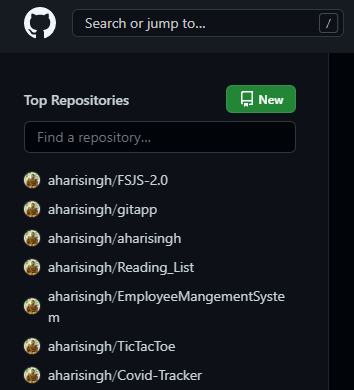 Search or jump to...
/
Top Repositories
New
Find a repository...
aharisingh/FSJS-2.0
aharisingh/gitapp
aharisingh/aharisingh
aharisingh/Reading_List
aharisingh/EmployeeMangementSyste
m
aharisingh/TicTacToe
aharisingh/Covid-Tracker